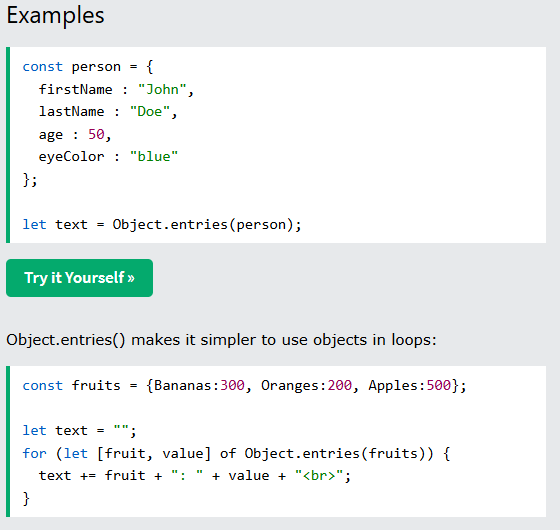 Examples
const person = {
  firstName : "John",
  lastName : "Doe",
  age : 50,
  eyeColor : "blue"
};
let text = Object.entries(person);
Try it Yourself »
Object.entries() makes it simpler to use objects in loops:
const fruits = {Bananas:300, Oranges:200, Apples:500};
let text = "";
for (let [fruit, value] of Object.entries(fruits)) {
  text += fruit + ": " + value + "<br>";
}